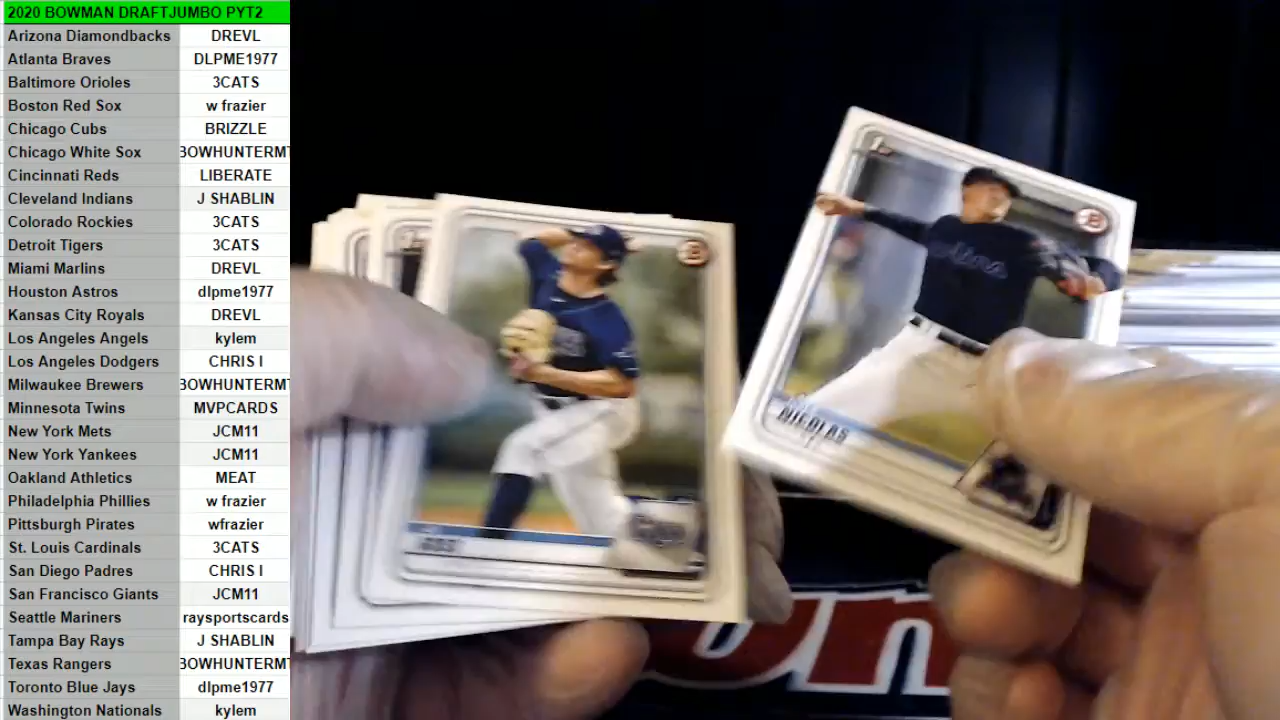 2020 BOWMAN DRAFTJUMBO PYT2
Arizona Diamondbacks DREVL
Atlanta Braves DLPME1977
Baltimore Orioles 3CATS
Boston Red Sox w frazier
Chicago Cubs BRIZZLE
Chicago White Sox BOWHUNTERMT
Cincinnati Reds LIBERATE
Cleveland Indians J SHABLIN
Colorado Rockies 3CATS
Detroit Tigers 3CATS
Miami Marlins DREVL
Houston Astros dlpme1977
Kansas City Royals DREVL
Los Angeles Angels kylem
Los Angeles Dodgers CHRIS I
Milwaukee Brewers BOWHUNTERMT
Minnesota Twins MVPCARDS
New York Mets JCM11
New York Yankees JCM11
Oakland Athletics MEAT
Philadelphia Phillies w frazier
Pittsburgh Pirates wfrazier
St. Louis Cardinals 3CATS
San Diego Padres CHRIS I
San Francisco Giants JCM11
Seattle Mariners raysportscards
Tampa Bay Rays J SHABLIN
Texas Rangers BOWHUNTERMT
Toronto Blue Jays dlpme1977
Washington Nationals kylem
1st
B
NICOLAS
B